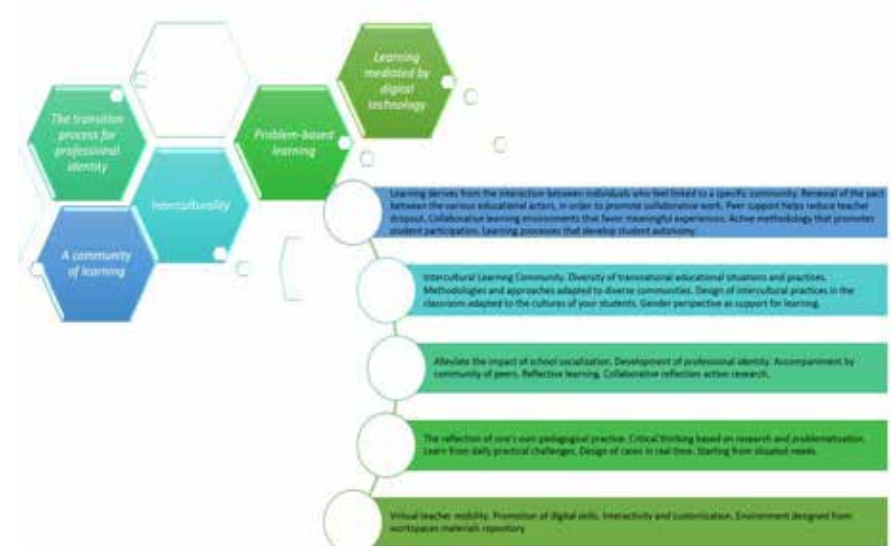 Learning
mediated by
digital
technology
The transition
process for
professional
identity
Problem-based
learning
Interculturality
A community
of learning
Learning derives from the interaction between individuals who feel linked to a specific community. Renewal of the pact
between the various educational actors, in order to promote collaborative work. Peer support helps reduce teacher
dropout. Collaborative learning environments that favor meaningful experiences. Active methodology that promotes
student participation. Learning processes that develop student autonomy.
Intercultural Learning Community. Diversity of transnational educational situations and practices.
Methodologies and approaches adapted to diverse communities. Design of intercultural practices in the
classroom adapted to the cultures of your students. Gender perspective as support for learning.
Alleviate the impact of school socialization. Development of professional identity. Accompaniment by
community of peers. Reflective learning. Collaborative reflection action research.
The reflection of one's own pedagogical practice. Critical thinking based on research and problematization.
Learn from daily practical challenges. Design of cases in real time. Starting from situated needs.
Virtual teacher mobility. Promotion of digital skills. Interactivity and customization. Environment designed from
workspaces materials repository